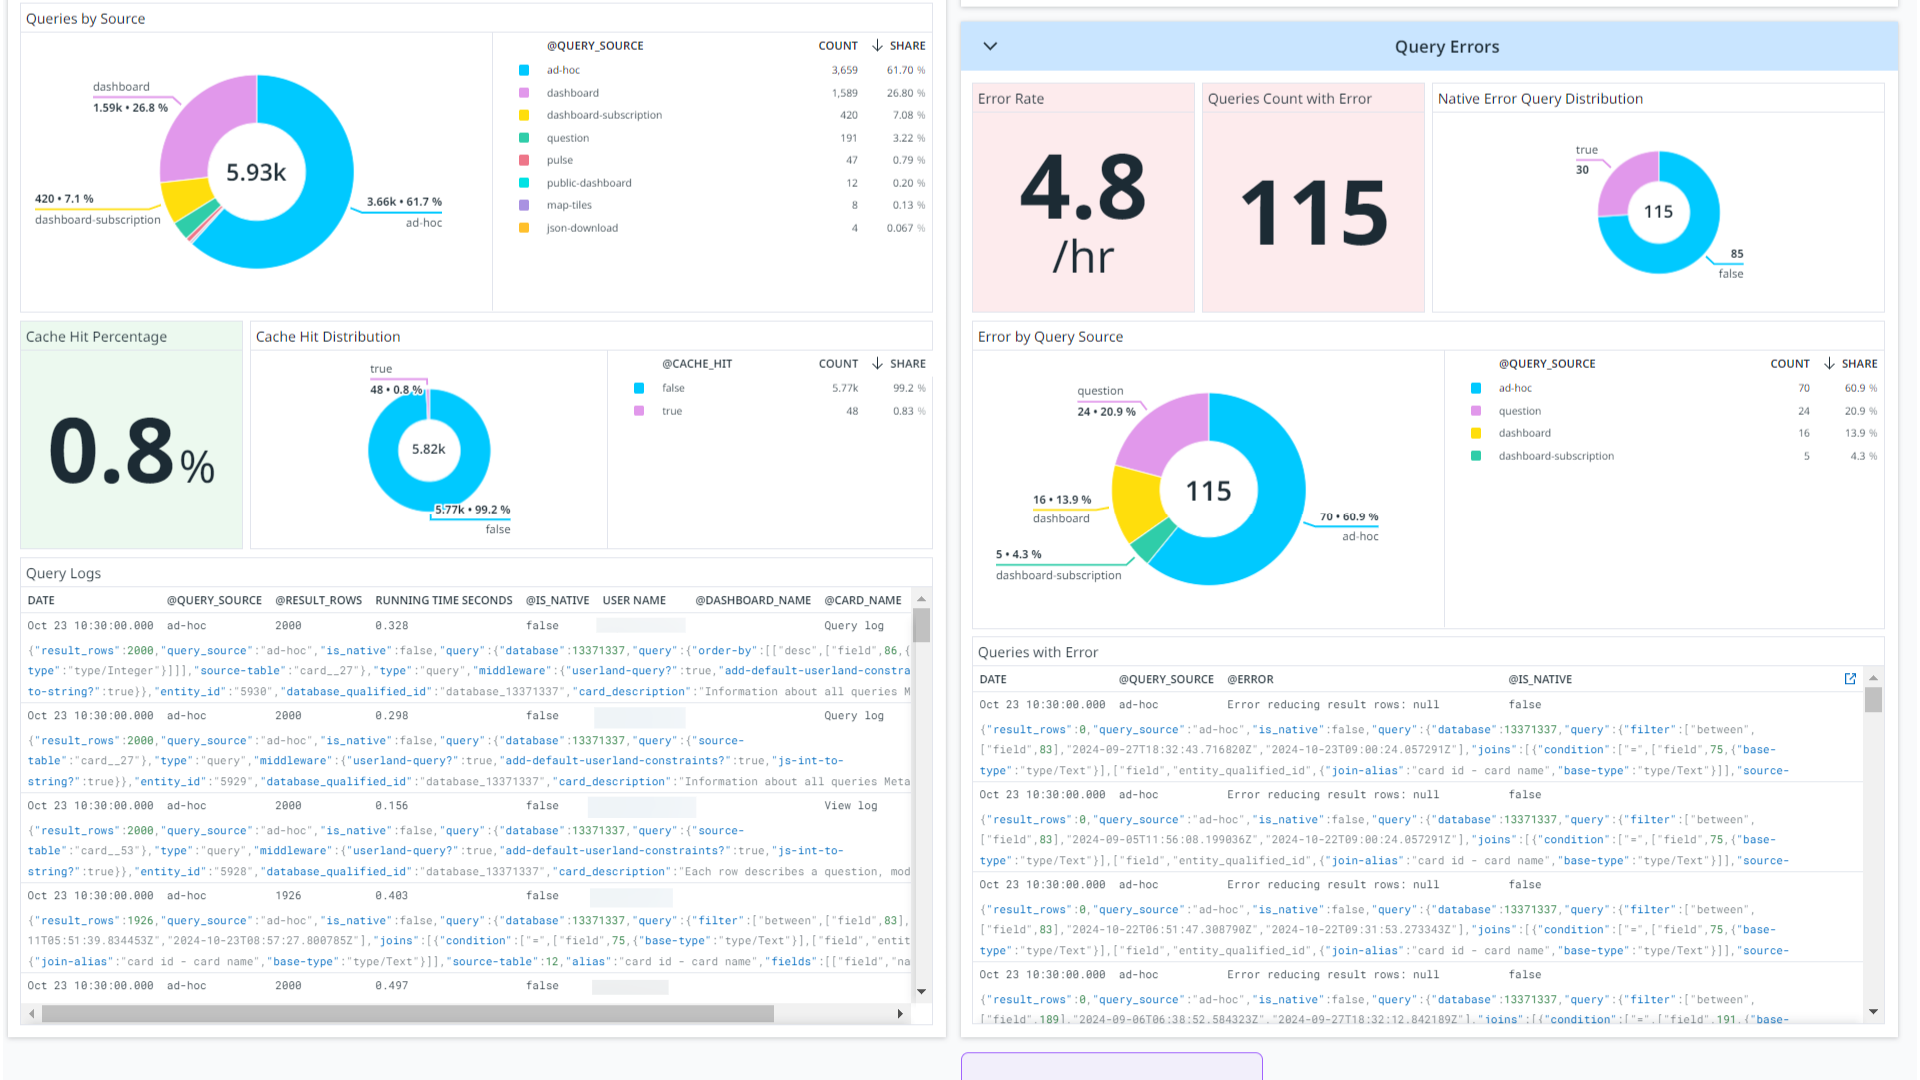 Queries by Source
dashboard
1.59k • 26.8 %
5.93k
420 • 7.1 %
dashboard-subscription
3.66k • 61.7 %
ad-hoc
@QUERY_SOURCE COUNT ↓ SHARE
ad-hoc 3,659 61.70 %
dashboard 1,589 26.80 %
dashboard-subscription 420 7.08 %
question 191 3.22 %
pulse 47 0.79 %
public-dashboard 12 0.20 %
map-tiles 8 0.13 %
json-download 4 0.067 %
Cache Hit Percentage
0.8%
Cache Hit Distribution
true
48 • 0.8 %
5.82k
5.77k • 99.2 %
false
@CACHE_HIT COUNT ↓ SHARE
false 5.77k 99.2 %
true 48 0.83 %
Query Logs
DATE @QUERY_SOURCE @RESULT_ROWS RUNNING TIME SECONDS @IS_NATIVE USER NAME @DASHBOARD_NAME @CARD_NAME
Oct 23 10:30:00.000 ad-hoc 2000 0.328 false Query log
{"result_rows":2000,"query_source":"ad-hoc","is_native":false,"query":{"database":13371337,"query":{"order-by":[["desc",["field",86,{
type":"type/Integer"}]]],"source-table":"card__27"},"type":"query","middleware":{"userland-query?":true,"add-default-userland-constra
to-string?":true}},"entity_id":"5930","database_qualified_id":"database_13371337","card_description":"Information about all queries M
Oct 23 10:30:00.000 ad-hoc 2000 0.298 false Query log
{"result_rows":2000,"query_source":"ad-hoc","is_native":false,"query":{"database":13371337,"query":{"source-
table":"card__27"},"type":"query","middleware":{"userland-query?":true,"add-default-userland-constraints?":true,"js-int-to-
string?":true}},"entity_id":"5929","database_qualified_id":"database_13371337","card_description":"Information about all queries Meta
Oct 23 10:30:00.000 ad-hoc 2000 0.156 false View log
{"result_rows":2000,"query_source":"ad-hoc","is_native":false,"query":{"database":13371337,"query":{"source-
table":"card__53"},"type":"query","middleware":{"userland-query?":true,"add-default-userland-constraints?":true,"js-int-to-
string?":true}},"entity_id":"5928","database_qualified_id":"database_13371337","card_description":"Each row describes a question, mod
Oct 23 10:30:00.000 ad-hoc 1926 0.403 false
{"result_rows":1926,"query_source":"ad-hoc","is_native":false,"query":{"database":13371337,"query":{"filter":["between",["field",83],
11T05:51:39.834453Z","2024-10-23T08:57:27.800785Z"],"joins":[{"condition":["=",["field",75,{"base-type":"type/Text"}],["field","entit
{"join-alias":"card id - card name","base-type":"type/Text"}]],"source-table":12,"alias":"card id - card name","fields":[["field","na
Oct 23 10:30:00.000 ad-hoc 2000 0.497 false
Query Errors
Error Rate
4.8
/hr
Queries Count with Error
115
Native Error Query Distribution
true
30
115
85
false
Error by Query Source
question
24 • 20.9 %
16 • 13.9 %
dashboard
115
70 • 60.9 %
ad-hoc
5 • 4.3 %
dashboard-subscription
@QUERY_SOURCE COUNT ↓ SHARE
ad-hoc 70 60.9 %
question 24 20.9 %
dashboard 16 13.9 %
dashboard-subscription 5 4.3 %
Queries with Error
DATE @QUERY_SOURCE @ERROR @IS_NATIVE
Oct 23 10:30:00.000 ad-hoc Error reducing result rows: null false
{"result_rows":0,"query_source":"ad-hoc","is_native":false,"query":{"database":13371337,"query":{"filter":["between",
["field",83],"2024-09-27T18:32:43.716820Z","2024-10-23T09:00:24.057291Z"],"joins":[{"condition":["=",["field",75,{"base-
type":"type/Text"}],["field","entity_qualified_id",{"join-alias":"card id - card name","base-type":"type/Text"}]],"source-
Oct 23 10:30:00.000 ad-hoc Error reducing result rows: null false
{"result_rows":0,"query_source":"ad-hoc","is_native":false,"query":{"database":13371337,"query":{"filter":["between",
["field",83],"2024-09-05T11:56:08.199036Z","2024-10-22T09:00:24.057291Z"],"joins":[{"condition":["=",["field",75,{"base-
type":"type/Text"}],["field","entity_qualified_id",{"join-alias":"card id - card name","base-type":"type/Text"}]],"source-
Oct 23 10:30:00.000 ad-hoc Error reducing result rows: null false
{"result_rows":0,"query_source":"ad-hoc","is_native":false,"query":{"database":13371337,"query":{"filter":["between",
["field",83],"2024-10-22T06:51:47.308790Z","2024-10-22T09:31:53.273343Z"],"joins":[{"condition":["=",["field",75,{"base-
type":"type/Text"}],["field","entity_qualified_id",{"join-alias":"card id - card name","base-type":"type/Text"}]],"source-
Oct 23 10:30:00.000 ad-hoc Error reducing result rows: null false
{"result_rows":0,"query_source":"ad-hoc","is_native":false,"query":{"database":13371337,"query":{"filter":["between",
["field",189],"2024-09-06T06:38:52.584323Z","2024-09-27T18:32:12.842189Z"],"joins":[{"condition":["=",["field",191,{"base-